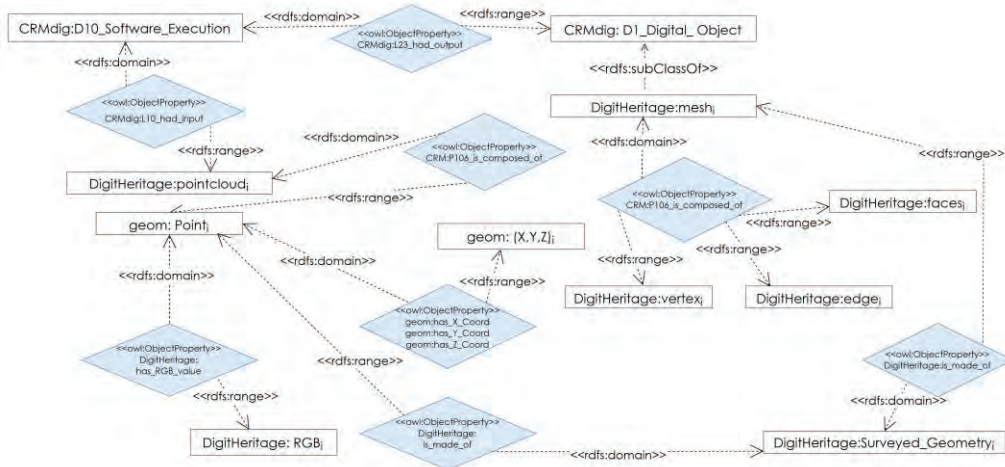 CRMdig:D10_Software_Execution
<<rdfs:domain>>
<<rdfs:range>>
<<owl:ObjectProperty>>
CRMdig:L23_had_output
CRMdig: D1_Digital_ Object
<<rdfs:domain>>
<<owl:ObjectProperty>>
CRMdig:L10_had_input
<<rdfs:range>>
DigitHeritage:pointcloudi
<<rdfs:domain>>
<<owl:ObjectProperty>>
CRM:P106_is_composed_of
<<rdfs:range>>
geom: Pointi
<<rdfs:subClassOf>>
DigitHeritage:meshi
<<rdfs:domain>>
<<rdfs:range>>
<<owl:ObjectProperty>>
CRM:P106_is_composed_of
<<rdfs:range>>
DigitHeritage:facesi
<<rdfs:range>>
DigitHeritage:vertexi
<<rdfs:range>>
DigitHeritage:edgei
geom: (X,Y,Z)i
<<rdfs:range>>
<<rdfs:domain>>
<<owl:ObjectProperty>>
geom:has_X_Coord
geom:has_Y_Coord
geom:has_Z_Coord
<<rdfs:domain>>
<<owl:ObjectProperty>>
DigitHeritage:
has_RGB_value
<<rdfs:range>>
DigitHeritage: RGBi
<<rdfs:range>>
<<owl:ObjectProperty>>
DigitHeritage:
is_made_of
<<rdfs:domain>>
<<owl:ObjectProperty>>
DigitHeritage:is_made_of
<<rdfs:domain>>
DigitHeritage:Surveyed_Geometryi